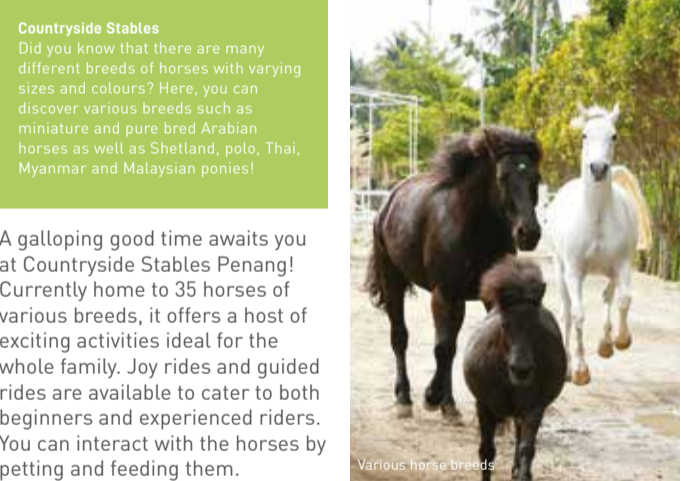 Countryside Stables
Did you know that there are many
different breeds of horses with varying
sizes and colours? Here, you can
discover various breeds such as
miniature and pure bred Arabian
horses as well as Shetland, polo, Thai,
Myanmar and Malaysian ponies!
A galloping good time awaits you
at Countryside Stables Penang!
Currently home to 35 horses of
various breeds, it offers a host of
exciting activities ideal for the
whole family. Joy rides and guided
rides are available to cater to both
beginners and experienced riders.
You can interact with the horses by
petting and feeding them.
Various horse breeds